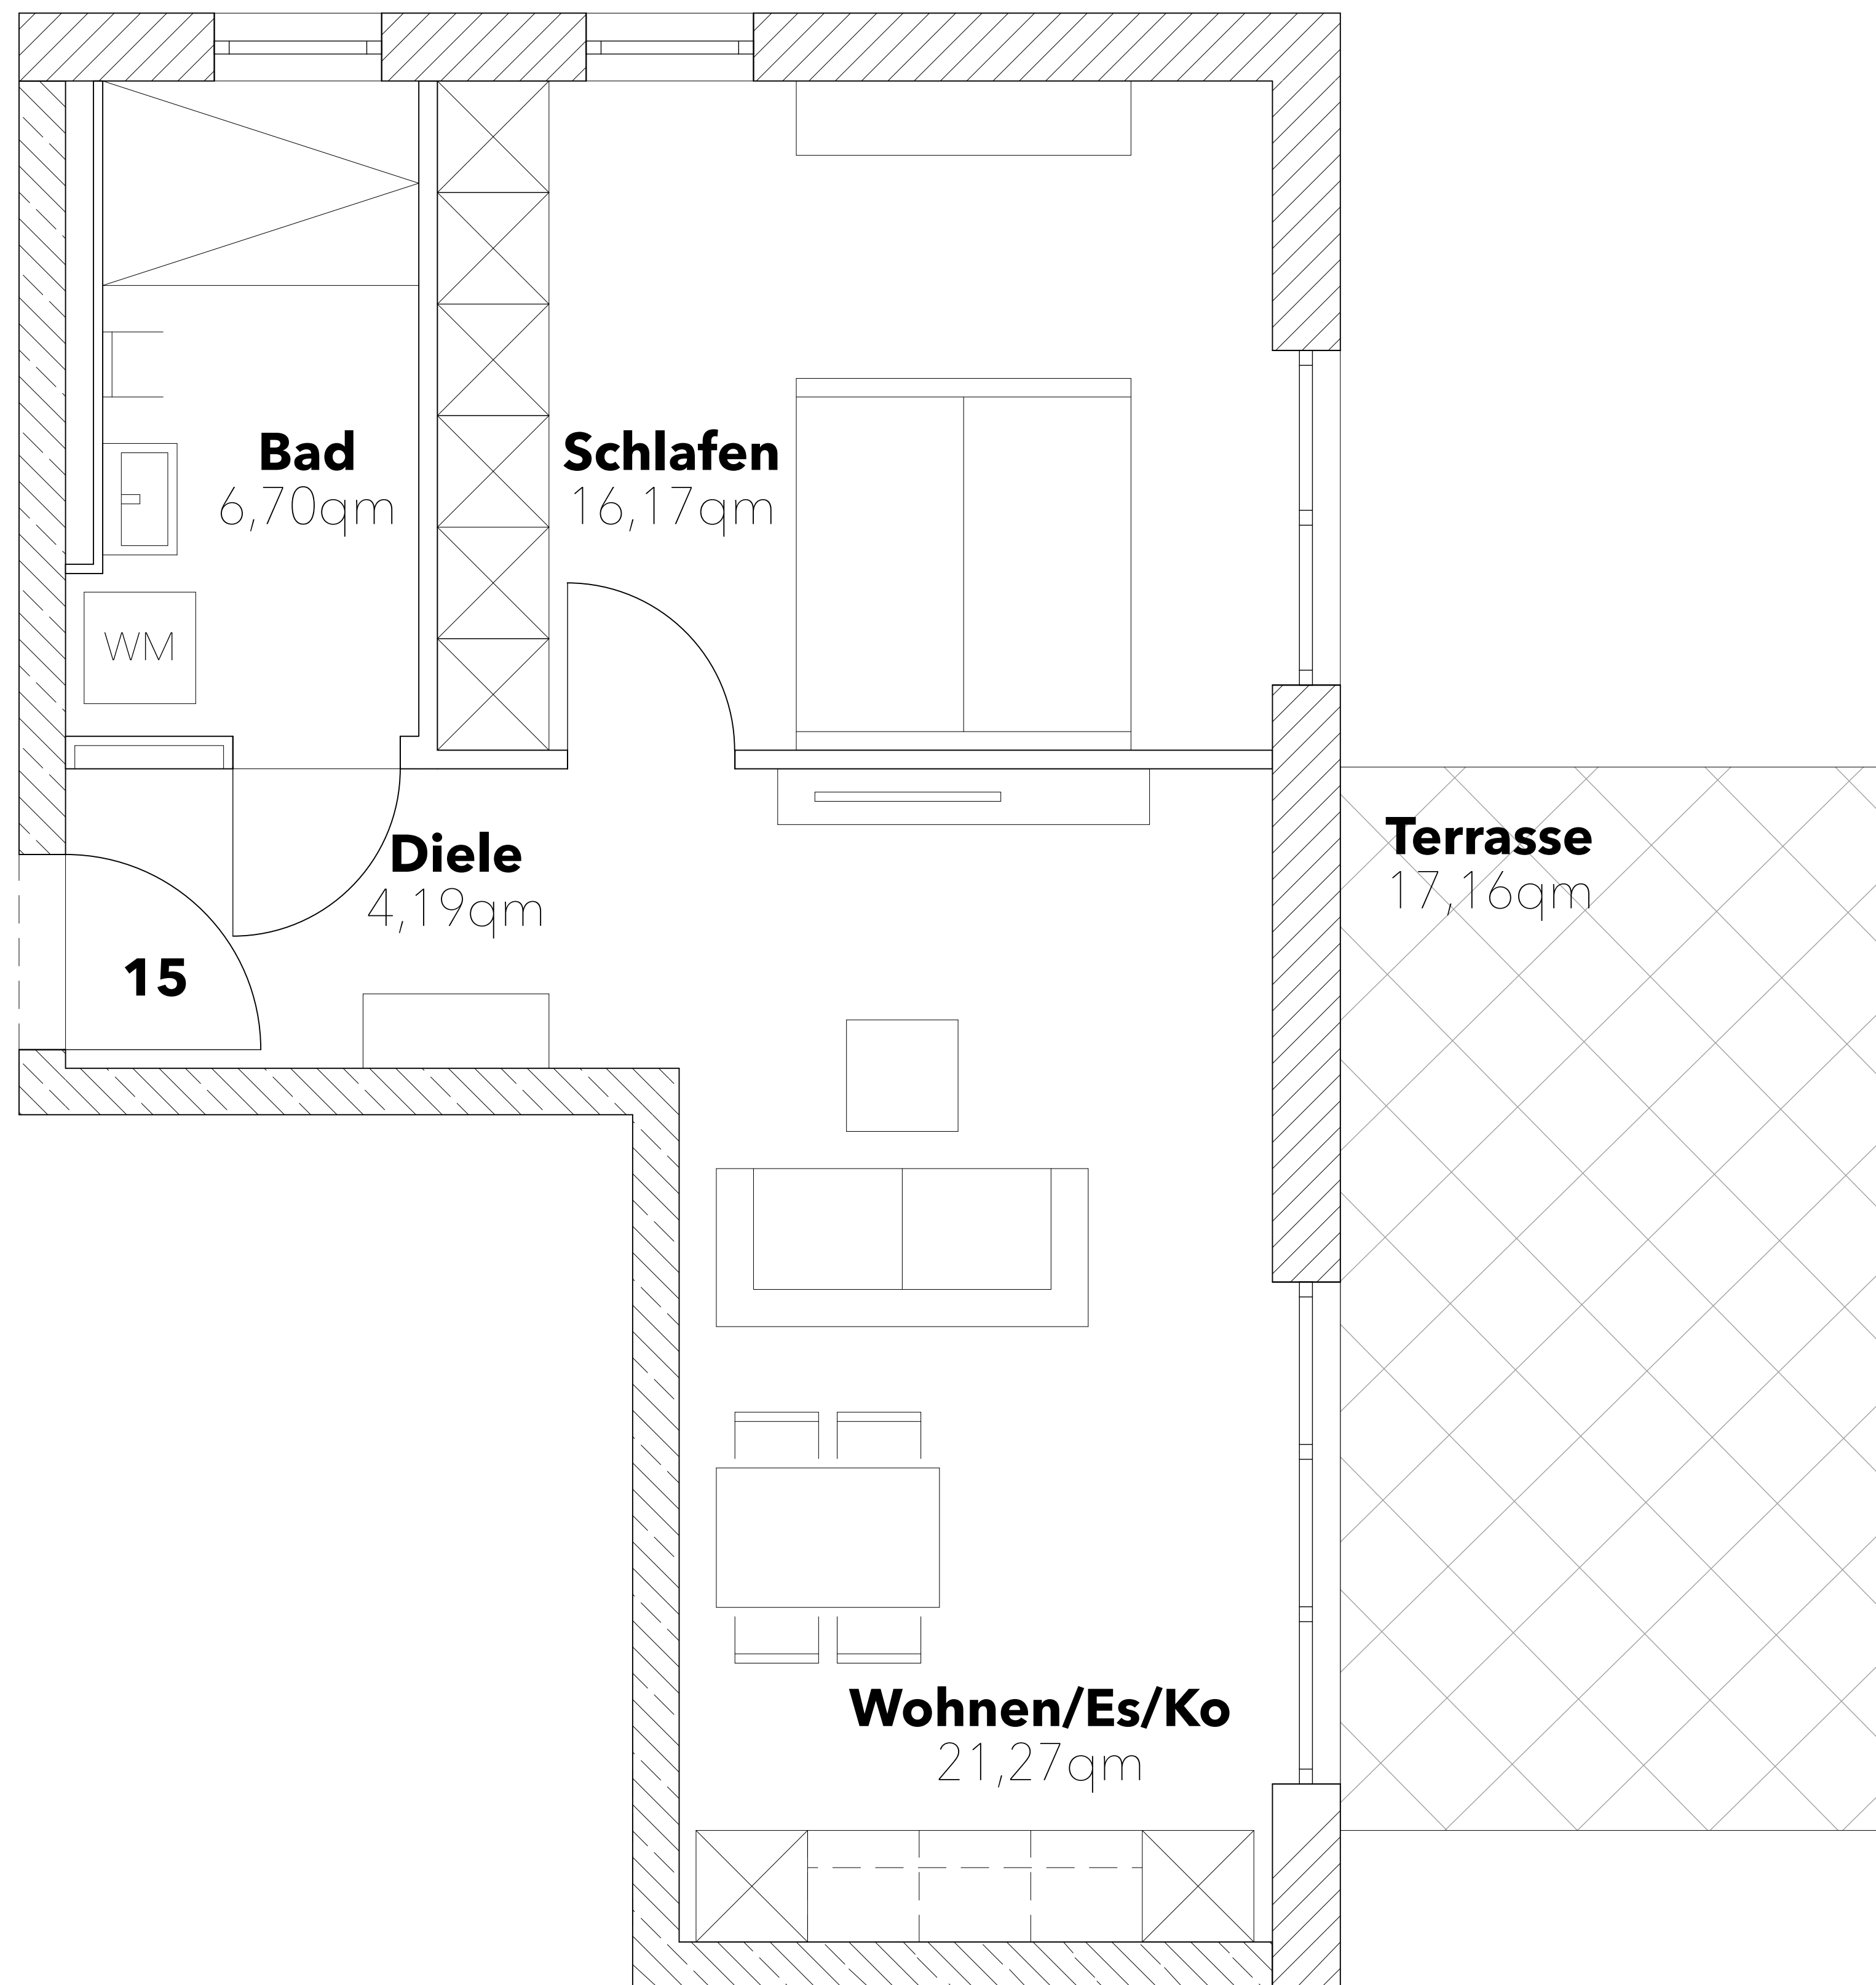 Bad
6,70qm
Schlafen
16,17qm
WM
Diele
4,19qm
Terrasse
17,16qm
15
Wohnen/Es/Ko
21,27qm